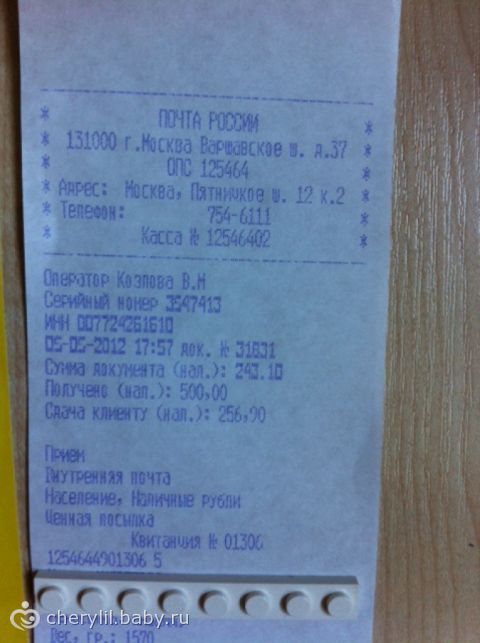 ПОЧТА РОССИИ
131000 г.Москва Варшавское ш. д.37
ОПС 125464
Адрес: Москва, Пятницкое ш. 12 к.2
Телефон: 754-6111
Касса № 12546402
Оператор Козлова В.Н
Серийный номер 3547413
ИНН 007724261610
05-05-2012 17:57 док. № 31831
Сумма документа (нал.): 243.10
Получено (нал.): 500,00
Сдача клиенту (нал.): 256,90
Прием
Внутренняя почта
Население, Наличные рубли
Ценная посылка
Квитанция № 01306
1254644901306 5
Вес, гр.: 1570
cherylil.baby.ru